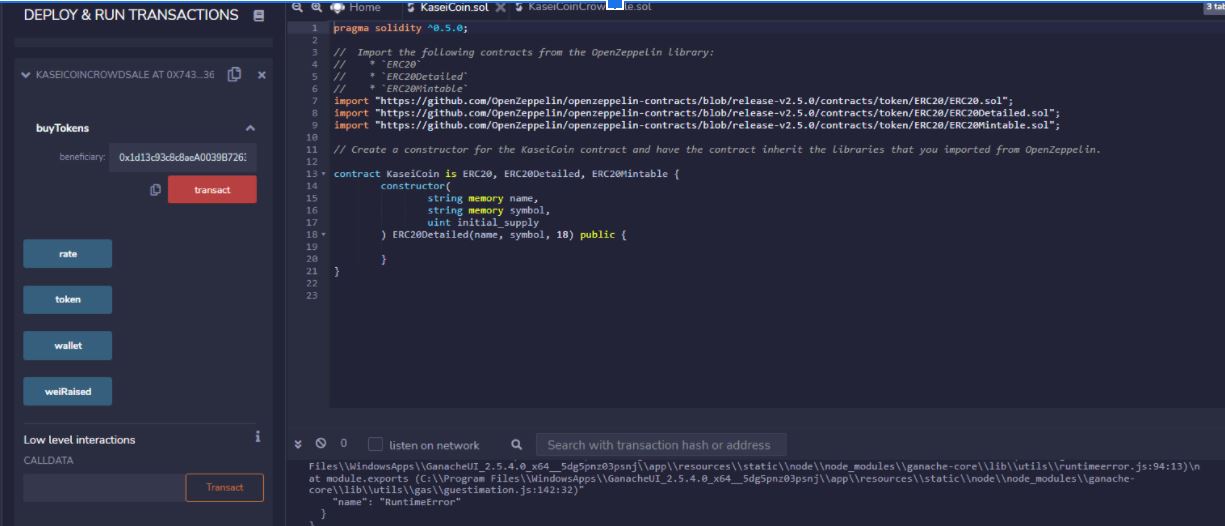 DEPLOY & RUN TRANSACTIONS
KASEICOINCROWDSALE AT 0X743...36
buyTokens
beneficiary:
0x1d13c93c8c8aeA0039B7263
transact
rate
token
wallet
weiRaised
Low level interactions
i
CALLDATA
Transact
Home
KaseiCoin.sol
KaseiCoinCrow
le.sol
3 tab
1 pragma solidity ^0.5.0;
2
3 //  Import the following contracts from the OpenZeppelin library:
4 //    * `ERC20`
5 //    * `ERC20Detailed`
6 //    * `ERC20Mintable`
7 import "https://github.com/OpenZeppelin/openzeppelin-contracts/blob/release-v2.5.0/contracts/token/ERC20/ERC20.sol";
8 import "https://github.com/OpenZeppelin/openzeppelin-contracts/blob/release-v2.5.0/contracts/token/ERC20/ERC20Detailed.sol";
9 import "https://github.com/OpenZeppelin/openzeppelin-contracts/blob/release-v2.5.0/contracts/token/ERC20/ERC20Mintable.sol";
10
11 // Create a constructor for the KaseiCoin contract and have the contract inherit the libraries that you imported from OpenZeppelin.
12
13 contract KaseiCoin is ERC20, ERC20Detailed, ERC20Mintable {
14 constructor(
15 string memory name,
16 string memory symbol,
17 uint initial_supply
18 ) ERC20Detailed(name, symbol, 18) public {
19
20 }
21 }
22
23
0
listen on network
Search with transaction hash or address
Files\\WindowsApps\\GanacheUI_2.5.4.0_x64__5dg5pnz03psnj\\app\\resources\\static\\node\\node_modules\\ganache-core\\lib\\utils\\runtimeerror.js:94:13)\n
at module.exports (C:\\Program Files\\WindowsApps\\GanacheUI_2.5.4.0_x64__5dg5pnz03psnj\\app\\resources\\static\\node\\node_modules\\ganache-
core\\lib\\utils\\gas\\guestimation.js:142:32)"
"name": "RuntimeError"
}